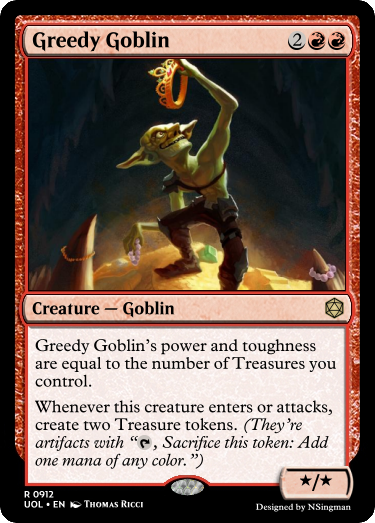 Greedy Goblin 2
Creature — Goblin
Greedy Goblin's power and toughness
are equal to the number of Treasures you
control.
Whenever this creature enters or attacks,
create two Treasure tokens. (They're
artifacts with “, Sacrifice this token: Add
one mana of any color.”)
★/★
R 0912
UOL • EN Thomas Ricci
Designed by NSingman